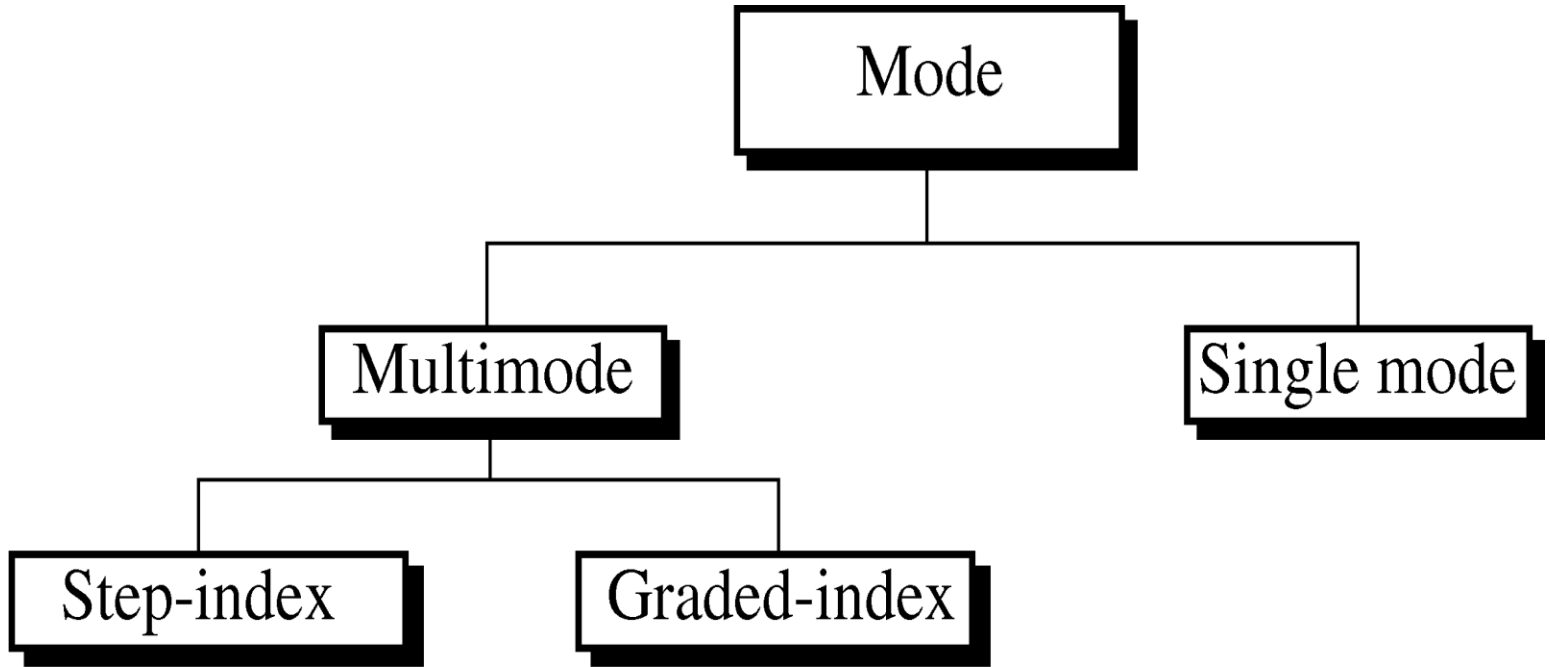 Mode
Multimode
Single mode
Step-index
Graded-index